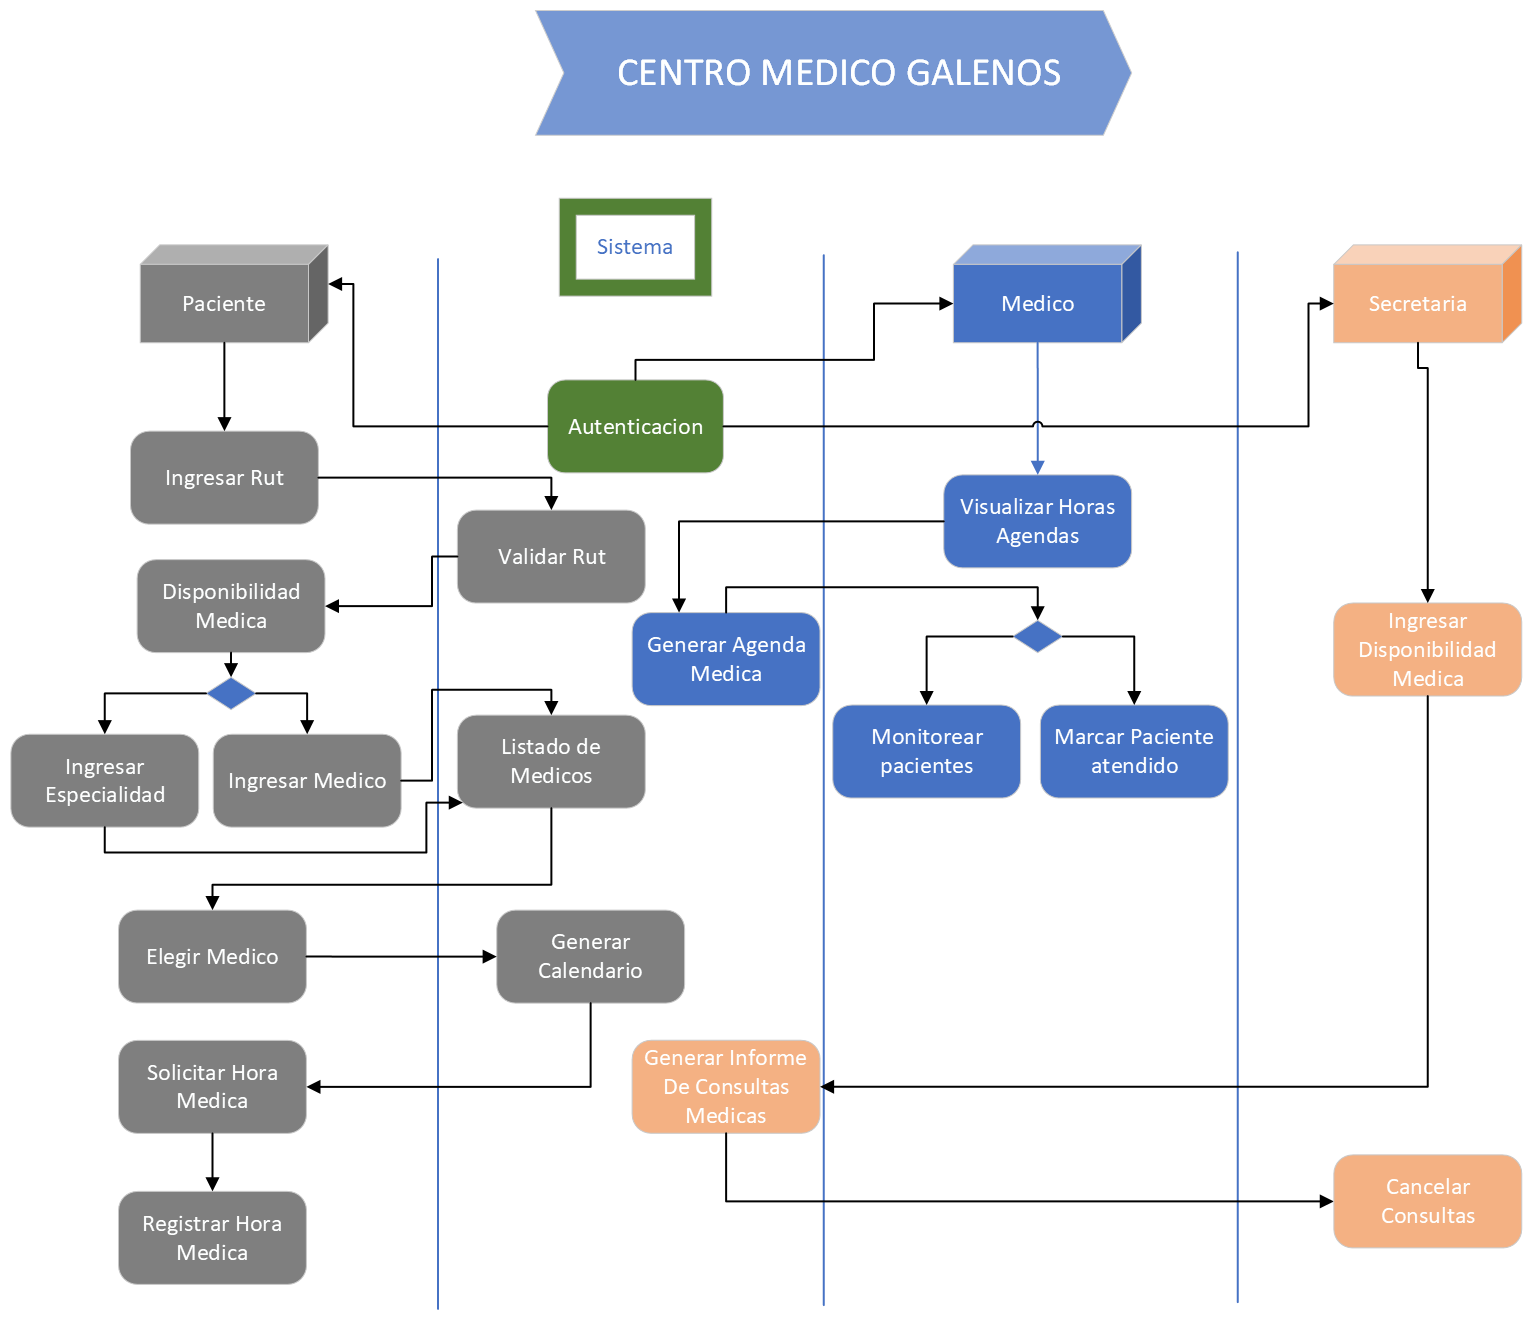 CENTRO MEDICO GALENOS
Sistema
Paciente
Medico
Secretaria
Autenticacion
Ingresar Rut
Validar Rut
Visualizar Horas
Agendas
Disponibilidad
Medica
Generar Agenda
Medica
Ingresar
Disponibilidad
Medica
Ingresar
Especialidad
Ingresar Medico
Listado de
Medicos
Monitorear
pacientes
Marcar Paciente
atendido
Elegir Medico
Generar
Calendario
Solicitar Hora
Medica
Generar Informe
De Consultas
Medicas
Registrar Hora
Medica
Cancelar
Consultas